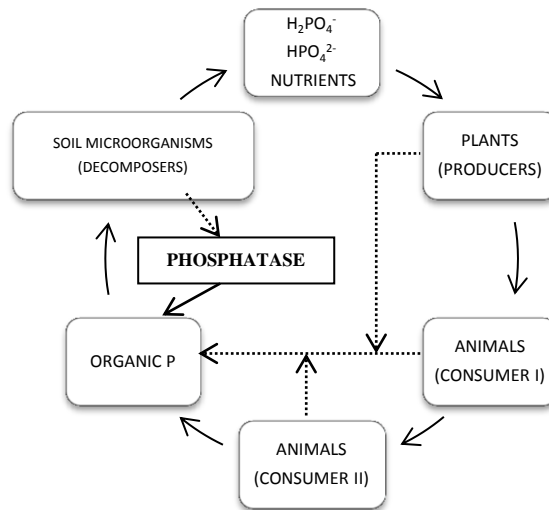 H₂PO₄⁻
HPO₄²⁻
NUTRIENTS
SOIL MICROORGANISMS
(DECOMPOSERS)
PLANTS
(PRODUCERS)
PHOSPHATASE
ORGANIC P
ANIMALS
(CONSUMER I)
ANIMALS
(CONSUMER II)